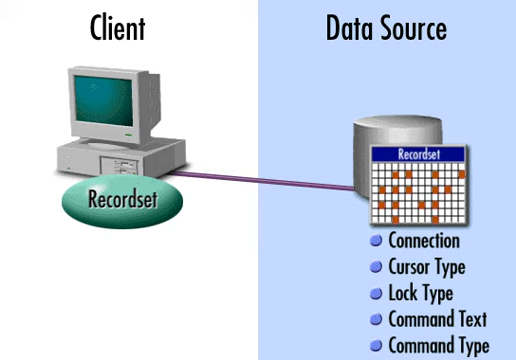 Client
Data Source
Recordset
Recordset
Connection
Cursor Type
Lock Type
Command Text
Command Type